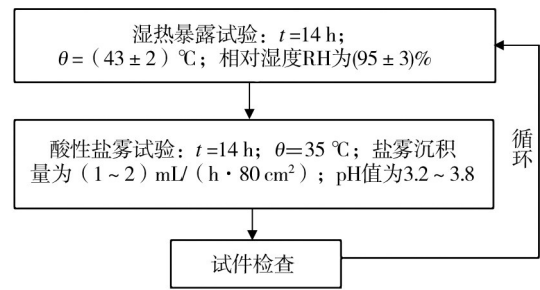 湿热暴露试验：t=14 h；
θ=（43±2）℃；相对湿度RH为(95±3)%
酸性盐雾试验：t=14 h；θ=35 ℃；盐雾沉积
量为（1~2）mL/（h·80 cm²）；pH值为3.2~3.8
循环
试件检查